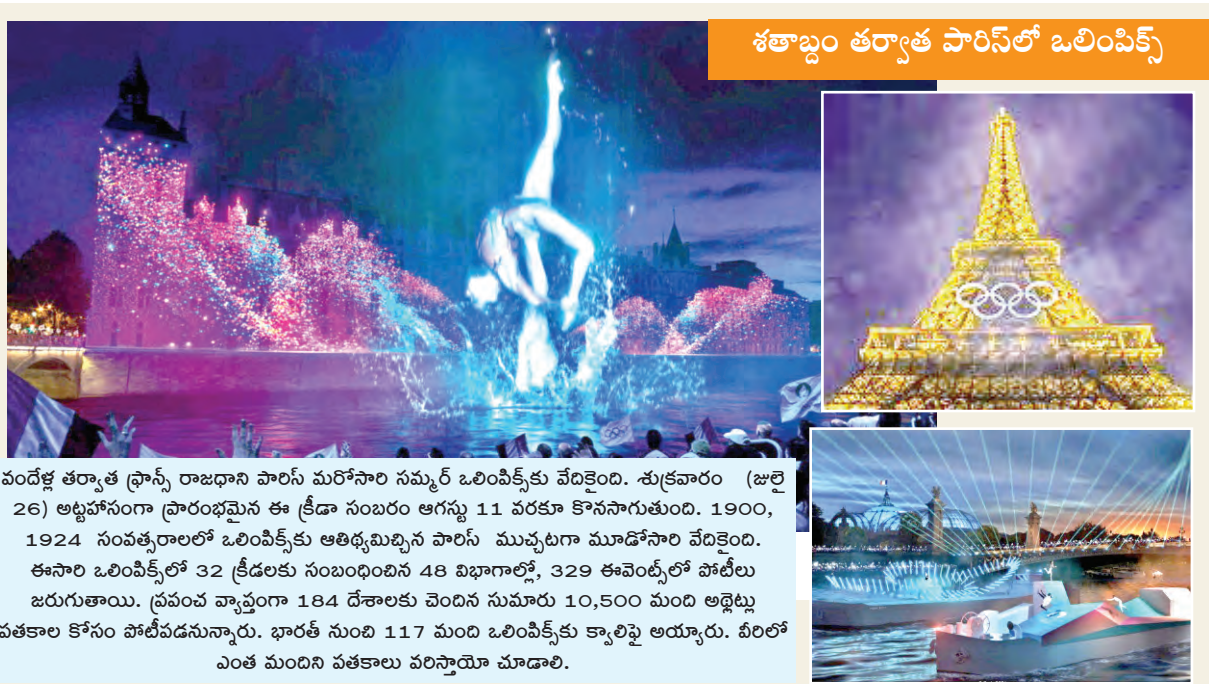 శతాబ్దం తర్వాత పారిస్‌లో ఒలింపిక్స్
వందేళ్ల తర్వాత ఫ్రాన్స్ రాజధాని పారిస్ మరోసారి సమ్మర్ ఒలింపిక్స్‌కు వేదికైంది. శుక్రవారం (జులై
26) అట్టహాసంగా ప్రారంభమైన ఈ క్రీడా సంబరం ఆగస్టు 11 వరకూ కొనసాగుతుంది. 1900,
1924 సంవత్సరాలలో ఒలింపిక్స్‌కు ఆతిథ్యమిచ్చిన పారిస్ ముచ్చటగా మూడోసారి వేదికైంది.
ఈసారి ఒలింపిక్స్‌లో 32 క్రీడలకు సంబంధించిన 48 విభాగాల్లో, 329 ఈవెంట్స్‌లో పోటీలు
జరుగుతాయి. ప్రపంచ వ్యాప్తంగా 184 దేశాలకు చెందిన సుమారు 10,500 మంది అథ్లెట్లు
పతకాల కోసం పోటీపడనున్నారు. భారత్ నుంచి 117 మంది ఒలింపిక్స్‌కు క్వాలిఫై అయ్యారు. వీరిలో
ఎంత మందిని పతకాలు వరిస్తాయో చూడాలి.